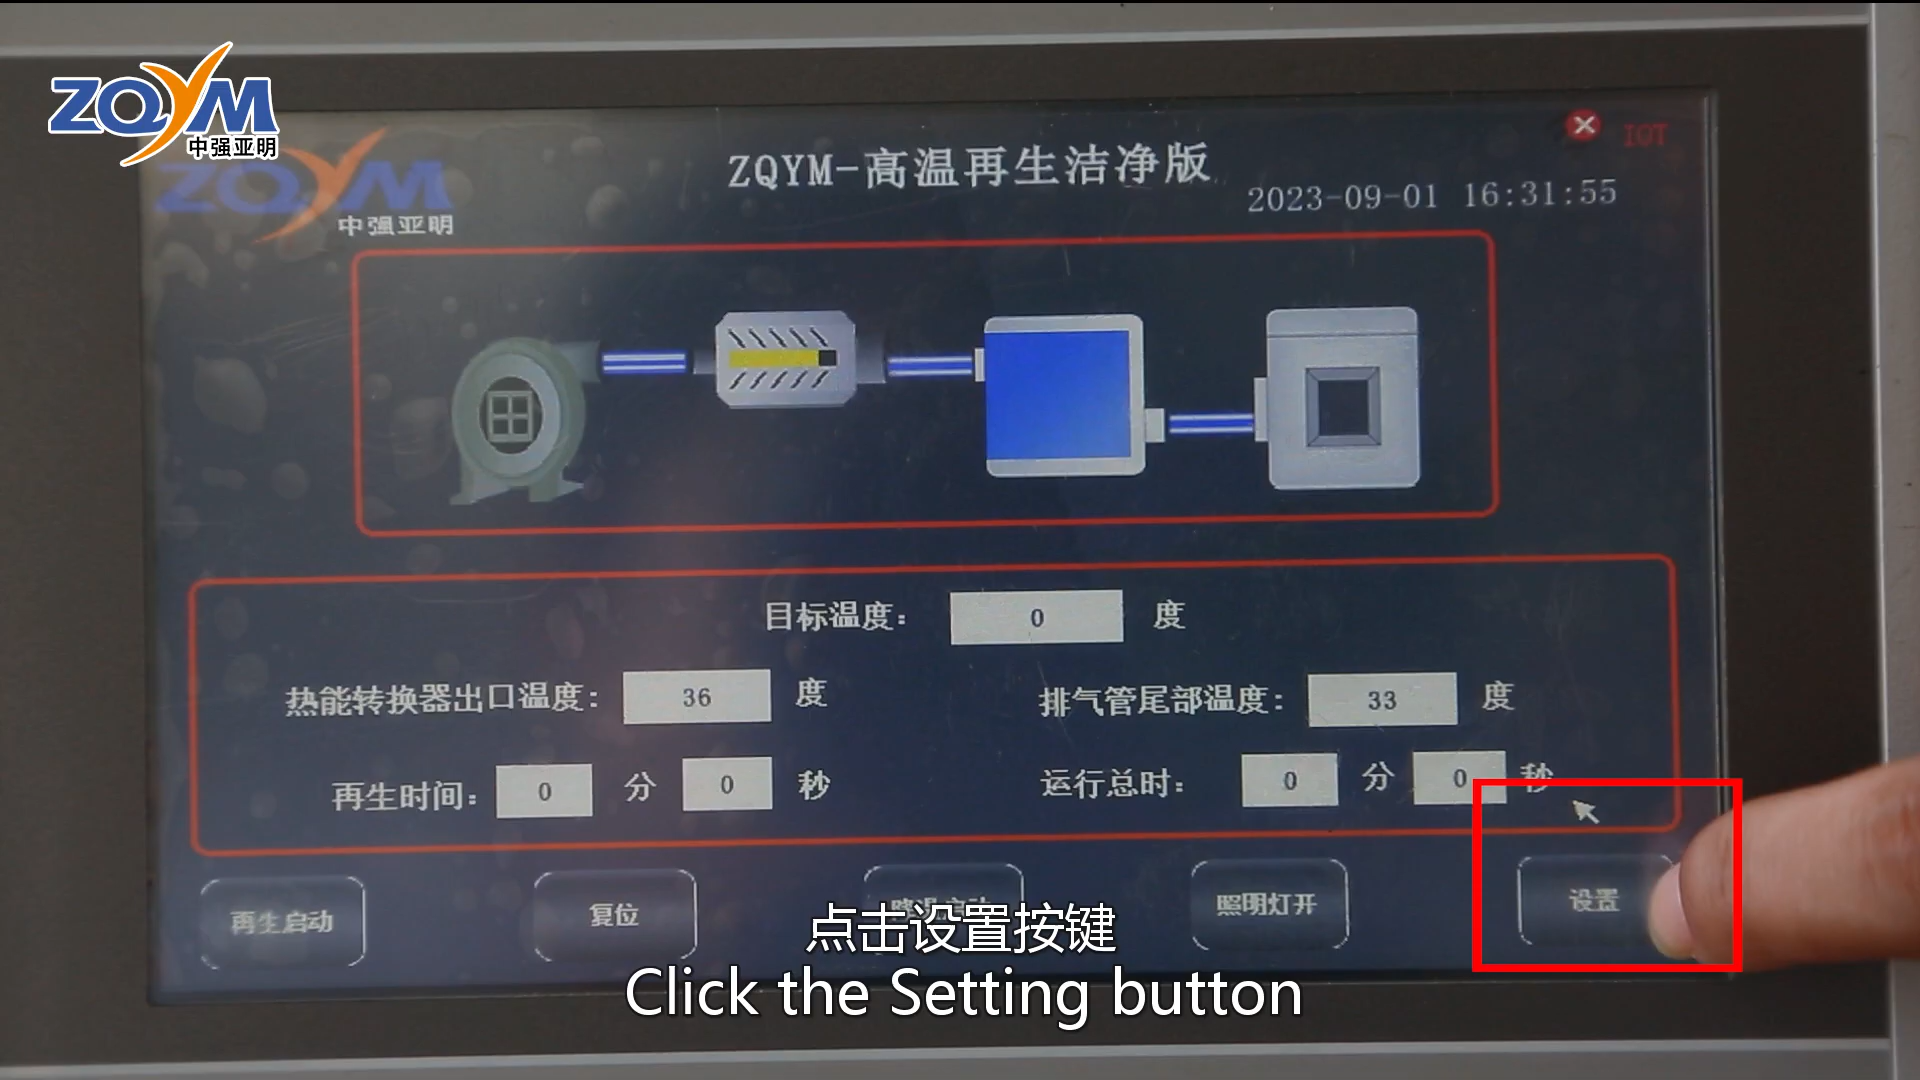 ZQYM
中强亚明
ZQYM
中强亚明
ZQYM-高温再生洁净版
IOT
2023-09-01 16:31:55
目标温度: 0 度
热能转换器出口温度: 36 度 排气管尾部温度: 33 度
再生时间: 0 分 0 秒 运行总时: 0 分 0 秒
再生启动 复位 降温启动 照明灯开 设置
点击设置按键
Click the Setting button